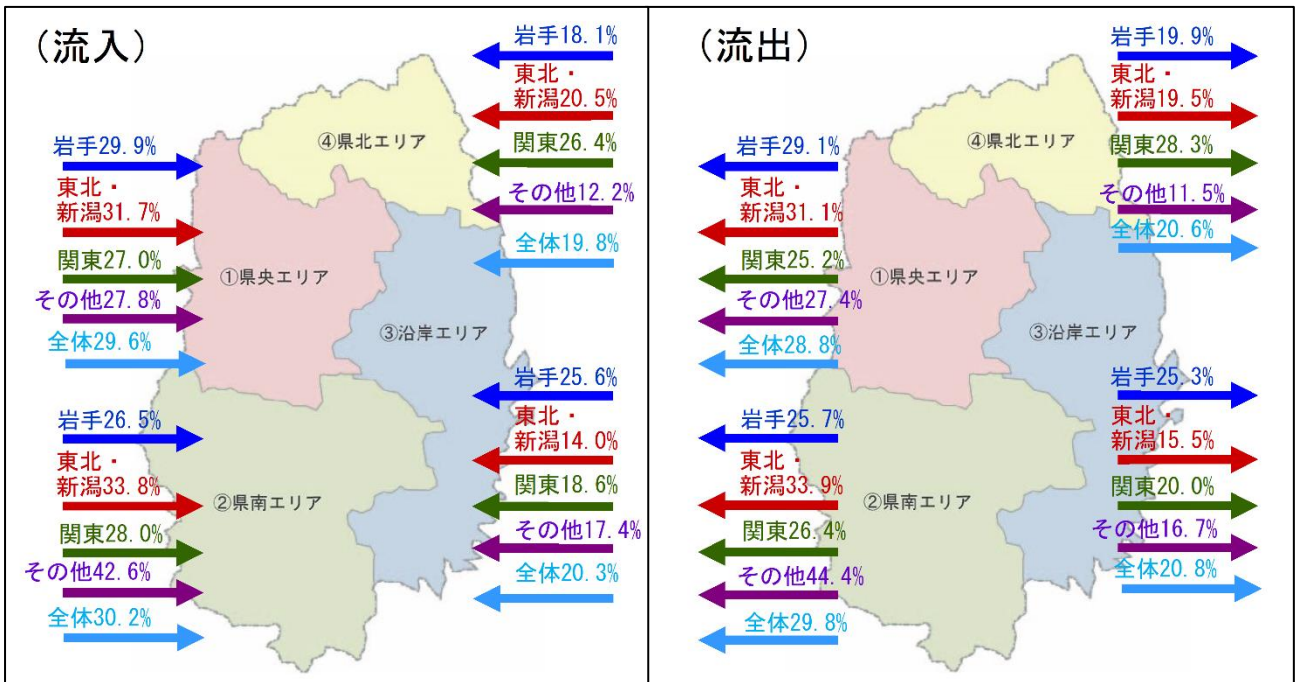 (流入)
岩手18.1%
東北・
新潟20.5%
関東26.4%
その他12.2%
全体19.8%
④県北エリア
岩手29.9%
東北・
新潟31.7%
関東27.0%
その他27.8%
全体29.6%
①県央エリア
③沿岸エリア
岩手25.6%
東北・
新潟14.0%
関東18.6%
その他17.4%
全体20.3%
岩手26.5%
東北・
新潟33.8%
関東28.0%
その他42.6%
全体30.2%
②県南エリア
(流出)
岩手19.9%
東北・
新潟19.5%
関東28.3%
その他11.5%
全体20.6%
④県北エリア
岩手29.1%
東北・
新潟31.1%
関東25.2%
その他27.4%
全体28.8%
①県央エリア
③沿岸エリア
岩手25.3%
東北・
新潟15.5%
関東20.0%
その他16.7%
全体20.8%
岩手25.7%
東北・
新潟33.9%
関東26.4%
その他44.4%
全体29.8%
②県南エリア